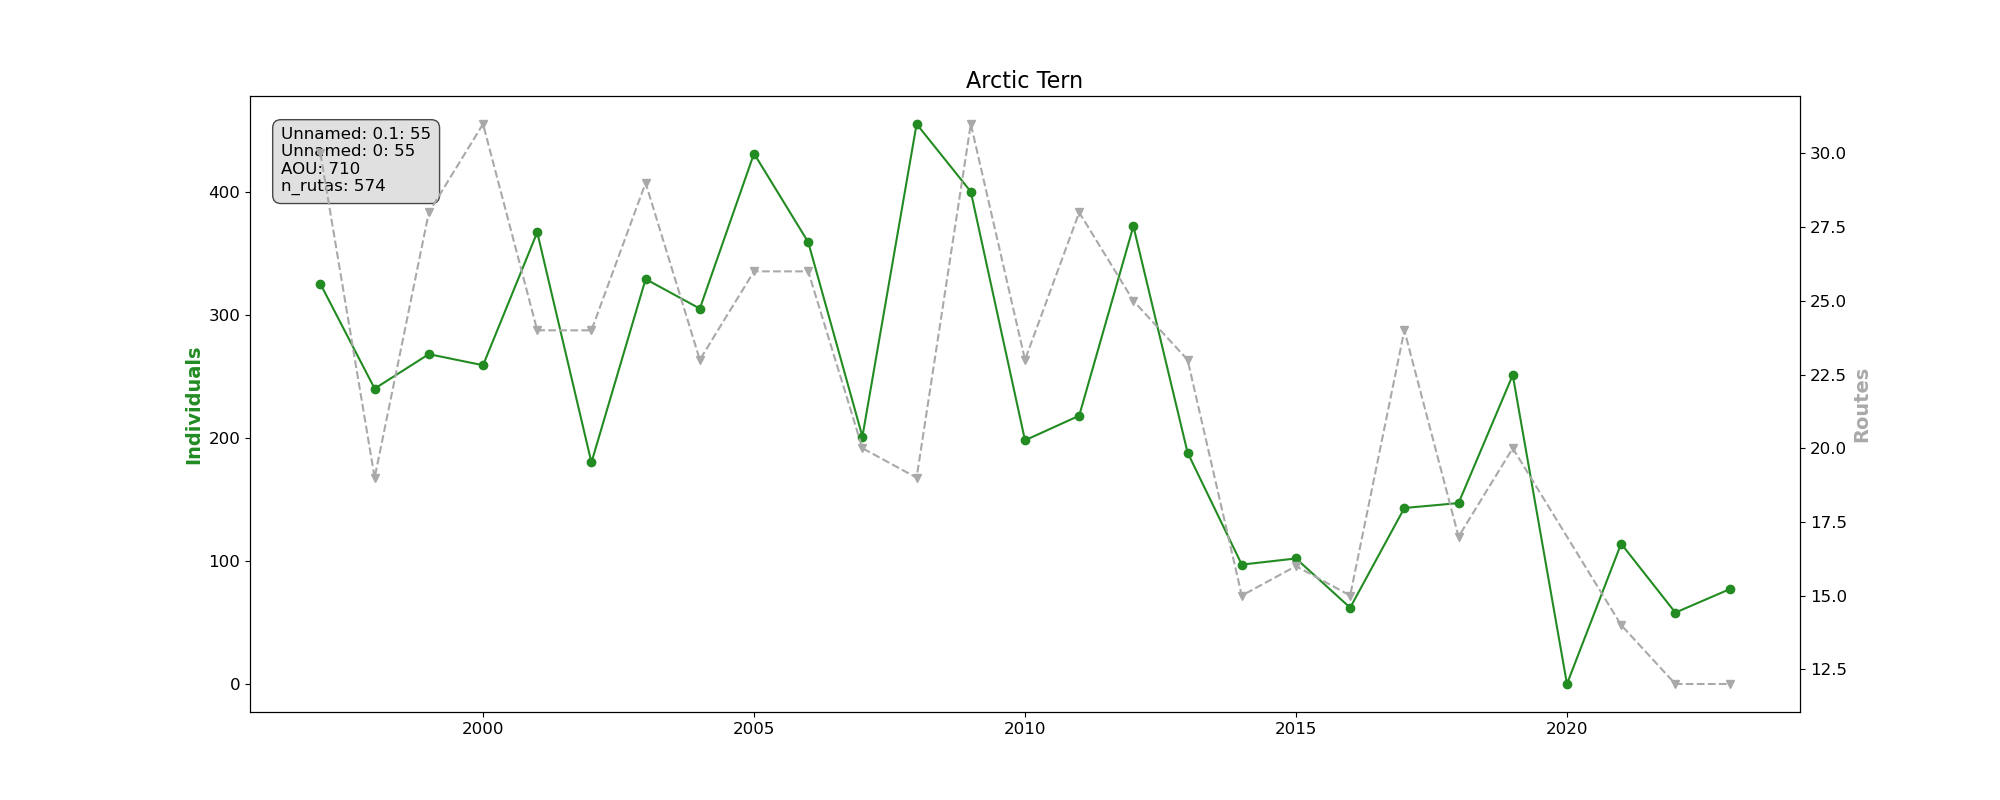 Arctic Tern
Unnamed: 0.1: 55
Unnamed: 0: 55
AOU: 710
n_rutas: 574
Individuals
400
300
200
100
0
30.0
27.5
25.0
22.5
20.0
17.5
15.0
12.5
Routes
2000 2005 2010 2015 2020